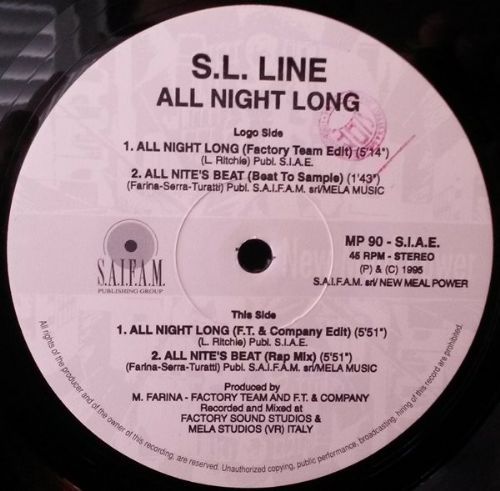 S.L. LINE
ALL NIGHT LONG
Logo Side
1. ALL NIGHT LONG (Factory Team Edit) (5'14")
(L. Ritchie) Publ. S.I.A.E.
2. ALL NITE'S BEAT (Beat To Sample) (1'43")
(Farina-Serra-Turatti) Publ. S.A.I.F.A.M. srl/MELA MUSIC
S.A.I.F.A.M.
PUBLISHING GROUP
MP 90 - S.I.A.E.
45 RPM - STEREO
(P) & (C) 1995
S.A.I.F.A.M. srl/ NEW MEAL POWER
This Side
1. ALL NIGHT LONG (F.T. & Company Edit) (5'51")
(L. Ritchie) Publ. S.I.A.E.
2. ALL NITE'S BEAT (Rap Mix) (5'51")
(Farina-Serra-Turatti) Publ. S.A.I.F.A.M. srl/MELA MUSIC
Produced by
M. FARINA - FACTORY TEAM AND F.T. & COMPANY
Recorded and Mixed at
FACTORY SOUND STUDIOS &
MELA STUDIOS (VR) ITALY
All rights of the producer and of the owner of this recording, are reserved. Unauthorized copying, public performance, broadcasting, hiring of this record are prohibited.